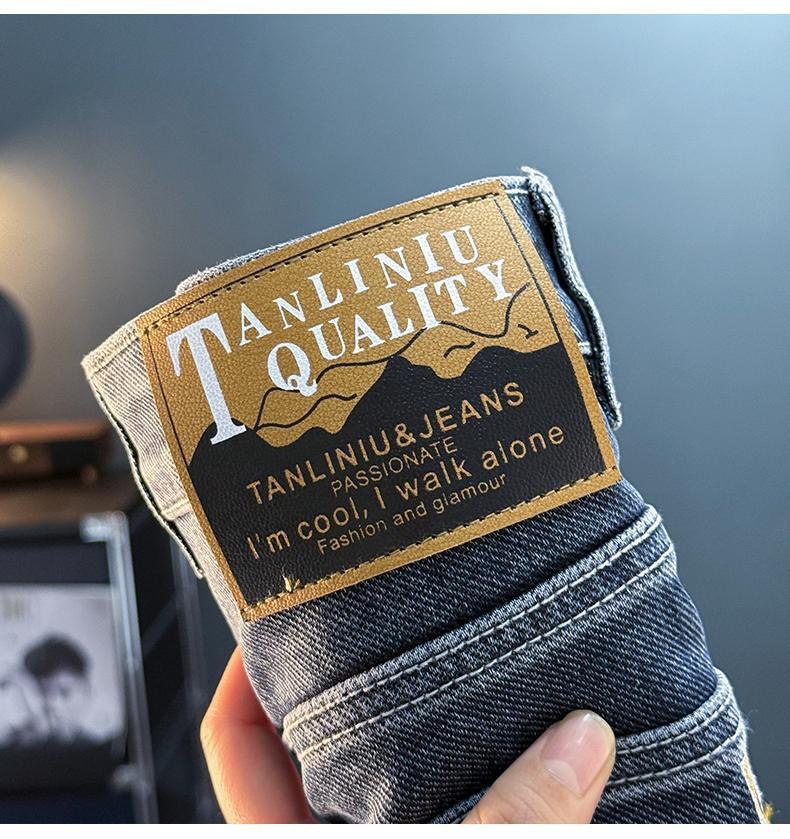 TANLINIU
QUALITY
TANLINIU&JEANS
PASSIONATE
I'm cool, I walk alone
Fashion and glamour